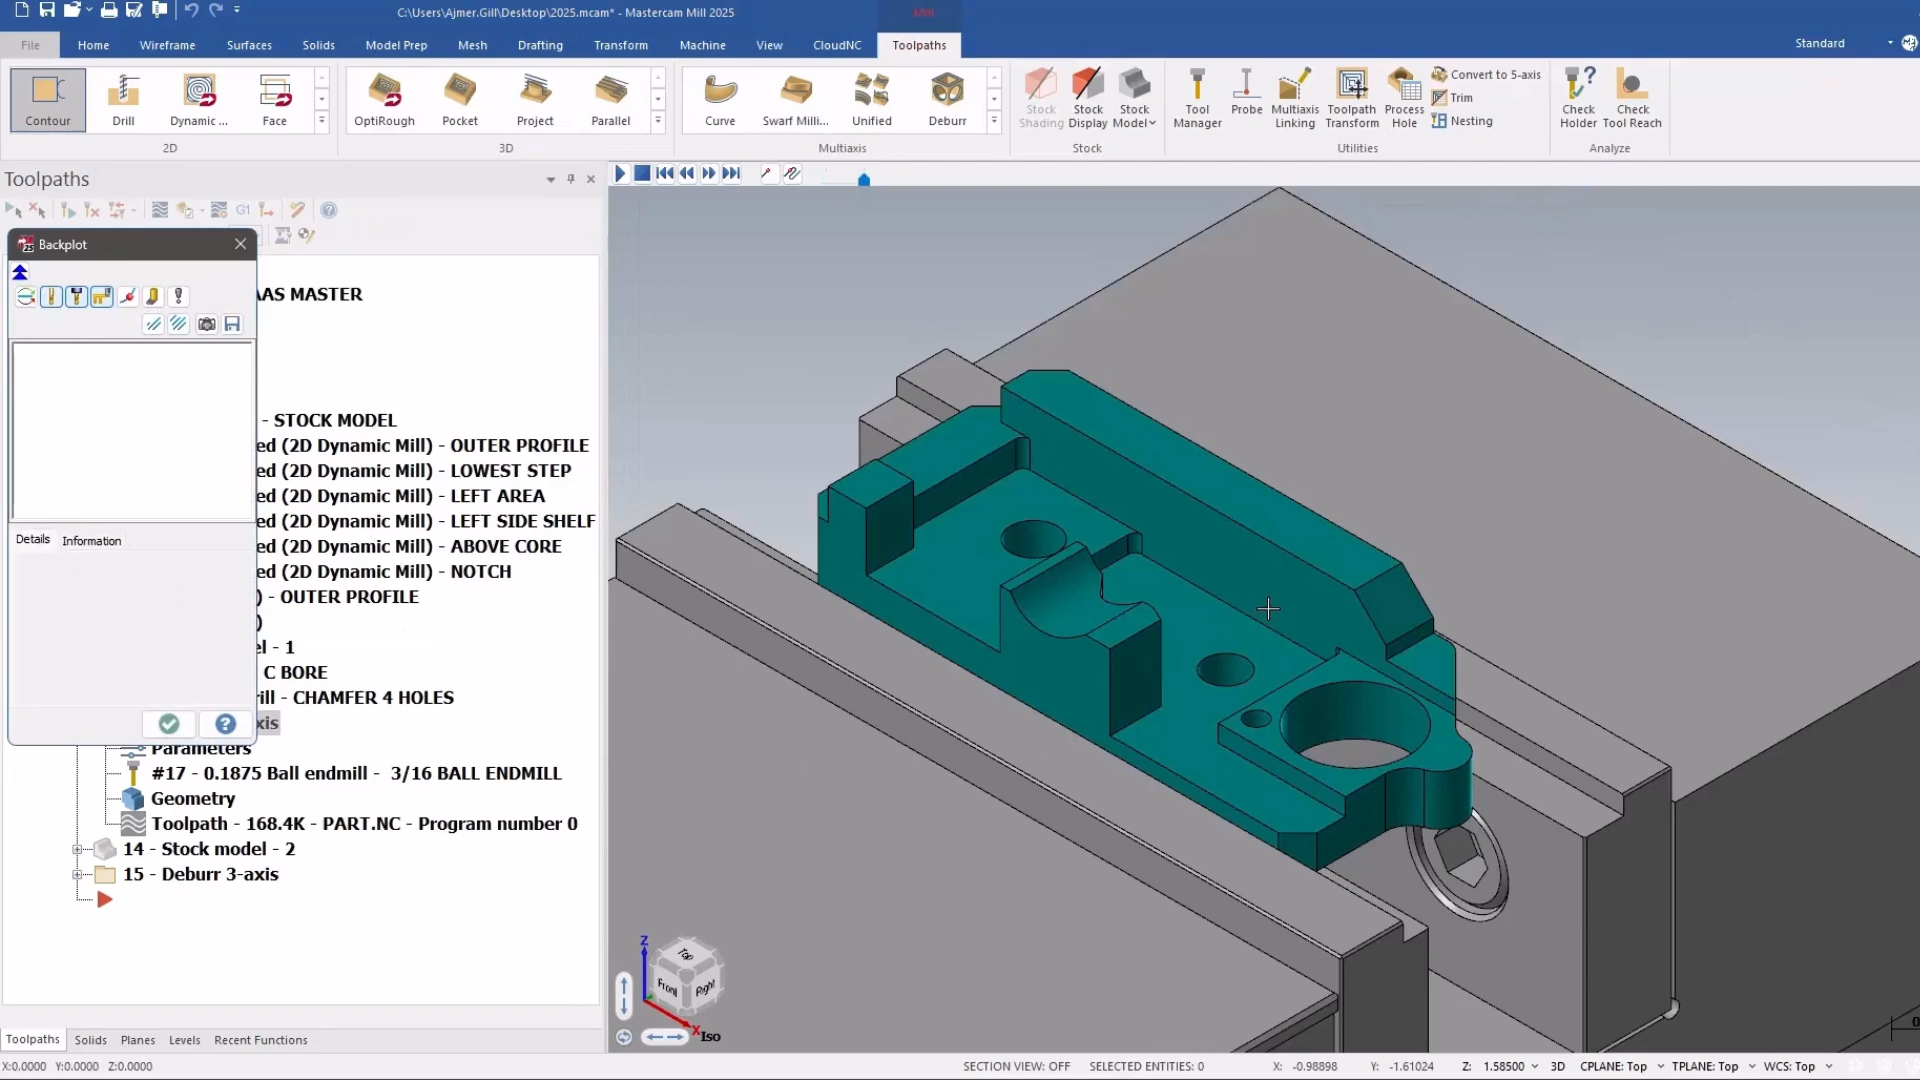 C:\Users\Ajmer.Gill\Desktop\2025.mcam* - Mastercam Mill 2025
Mill
File Home Wireframe Surfaces Solids Model Prep Mesh Drafting Transform Machine View CloudNC Toolpaths Standard
Contour Drill Dynamic ... Face
2D
OptiRough Pocket Project Parallel
3D
Curve Swarf Milli... Unified Deburr
Multiaxis
Stock Shading Stock Display Stock Model
Stock
Tool Manager Probe Multiaxis Linking Toolpath Transform Process Hole
Convert to 5-axis
Trim
Nesting
Utilities
Check Holder Check Tool Reach
Analyze
Toolpaths
G1
Backplot
AAS MASTER
- STOCK MODEL
ed (2D Dynamic Mill) - OUTER PROFILE
ed (2D Dynamic Mill) - LOWEST STEP
ed (2D Dynamic Mill) - LEFT AREA
ed (2D Dynamic Mill) - LEFT SIDE SHELF
ed (2D Dynamic Mill) - ABOVE CORE
ed (2D Dynamic Mill) - NOTCH
) - OUTER PROFILE
)
el - 1
C BORE
rill - CHAMFER 4 HOLES
xis
Details Information
Parameters
#17 - 0.1875 Ball endmill - 3/16 BALL ENDMILL
Geometry
Toolpath - 168.4K - PART.NC - Program number 0
14 - Stock model - 2
15 - Deburr 3-axis
Z
Top
Front Right
X
Iso
Toolpaths Solids Planes Levels Recent Functions
X:0.0000 Y:0.0000 Z:0.0000
SECTION VIEW: OFF SELECTED ENTITIES: 0 X: -0.98898 Y: -1.61024 Z: 1.58500 3D CPLANE: Top TPLANE: Top WCS: Top